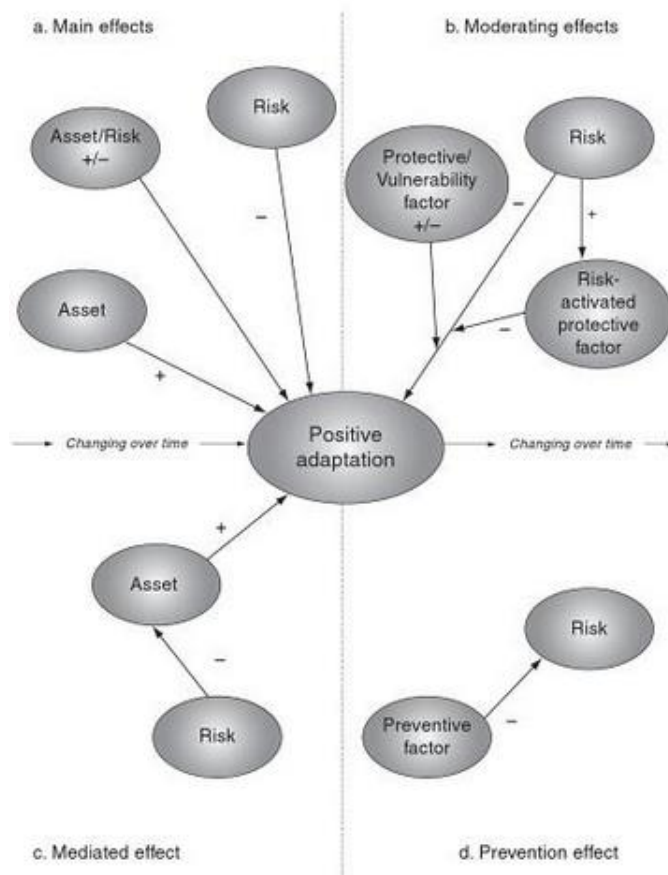 a. Main effects
b. Moderating effects
Risk
Asset/Risk
+/–
–
Asset
+
Protective/
Vulnerability
factor
+/–
Risk
–
+
Risk-
activated
protective
factor
–
Changing over time
Positive
adaptation
Changing over time
+
Asset
–
Risk
Risk
–
Preventive
factor
c. Mediated effect
d. Prevention effect